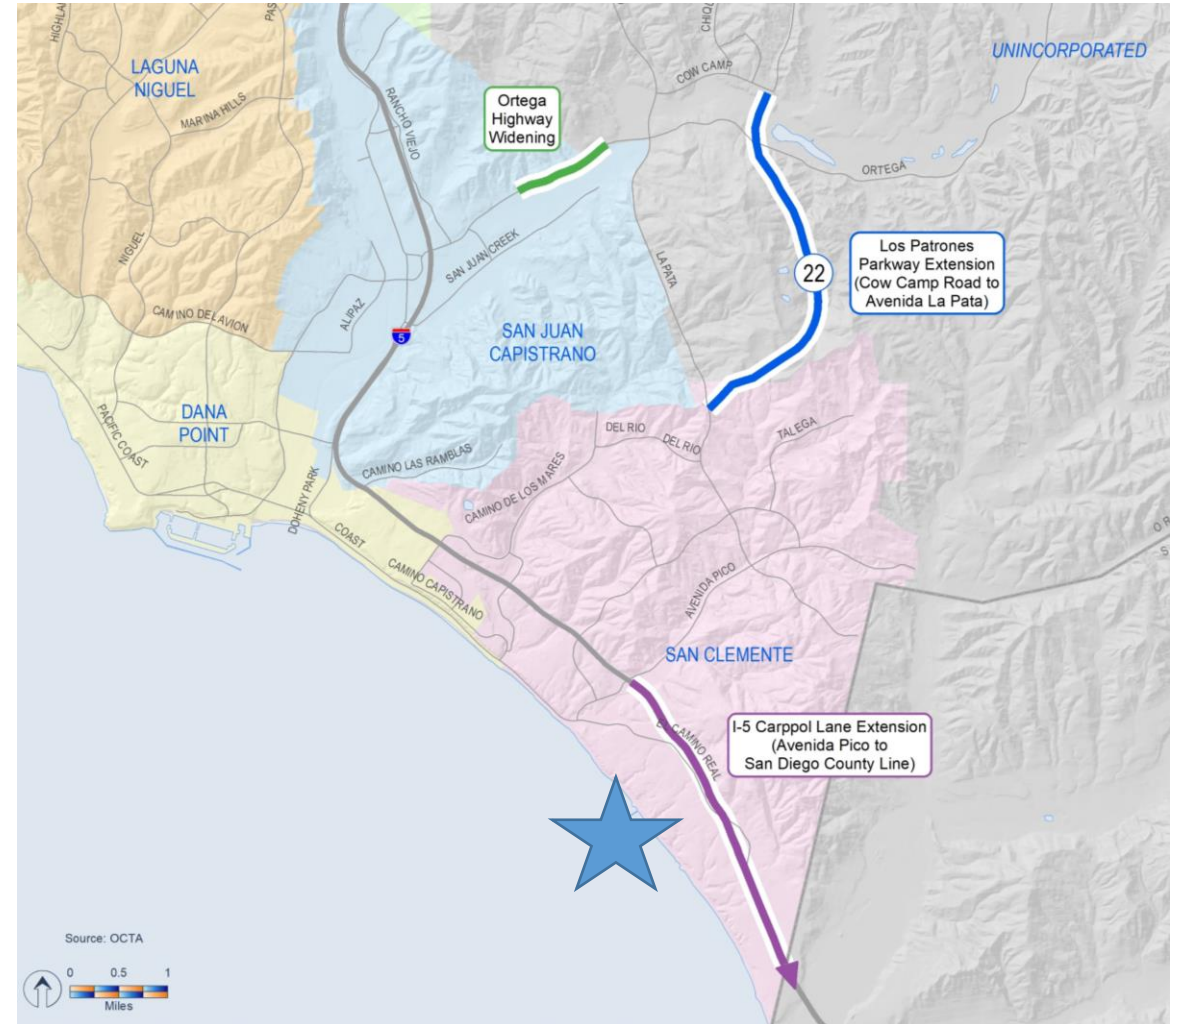 HIGHLA
PAS
CHIQU
LAGUNA
NIGUEL
UNINCORPORATED
COW CAMP
MARINA HILLS
RANCHO VIEJO
Ortega
Highway
Widening
ORTEGA
NIGUEL
SAN JUAN CREEK
LA PATA
22
Los Patrones
Parkway Extension
(Cow Camp Road to
Avenida La Pata)
ALIPAZ
CAMINO DEL AVION
5
SAN JUAN
CAPISTRANO
DANA
POINT
PACIFIC COAST
DEL RIO
DEL RIO
TALEGA
CAMINO LAS RAMBLAS
CAMINO DE LOS MARES
DOHENY PARK
COAST
CAMINO CAPISTRANO
AVENIDA PICO
SAN CLEMENTE
EL CAMINO REAL
I-5 Carppol Lane Extension
(Avenida Pico to
San Diego County Line)
Source: OCTA
0 0.5 1
Miles